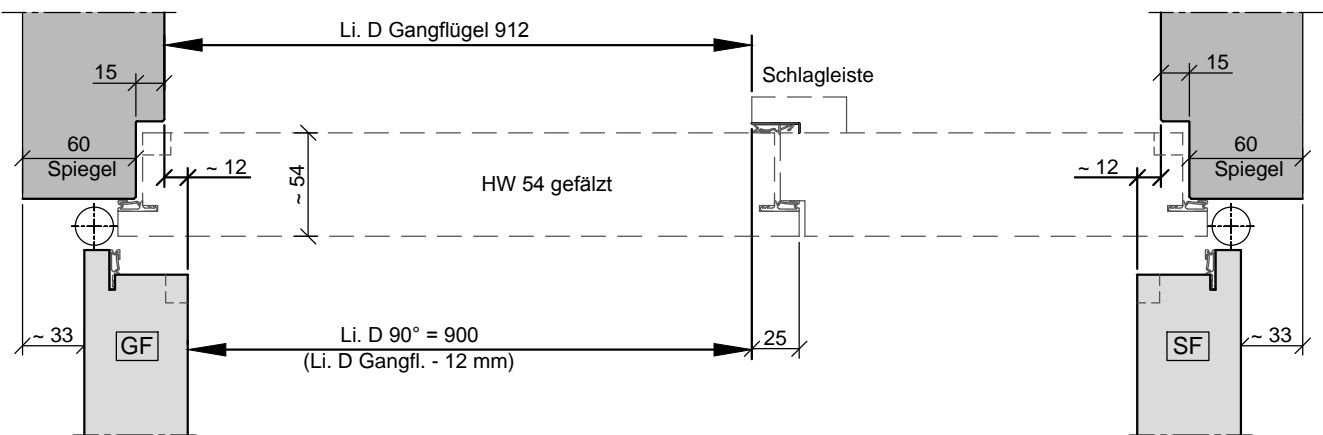 Li. D Gangflügel 912
15
Schlagleiste
15
60
Spiegel
~ 12
~ 54
HW 54 gefälzt
~ 12
60
Spiegel
~ 33
GF
Li. D 90° = 900
(Li. D Gangfl. - 12 mm)
25
SF
~ 33